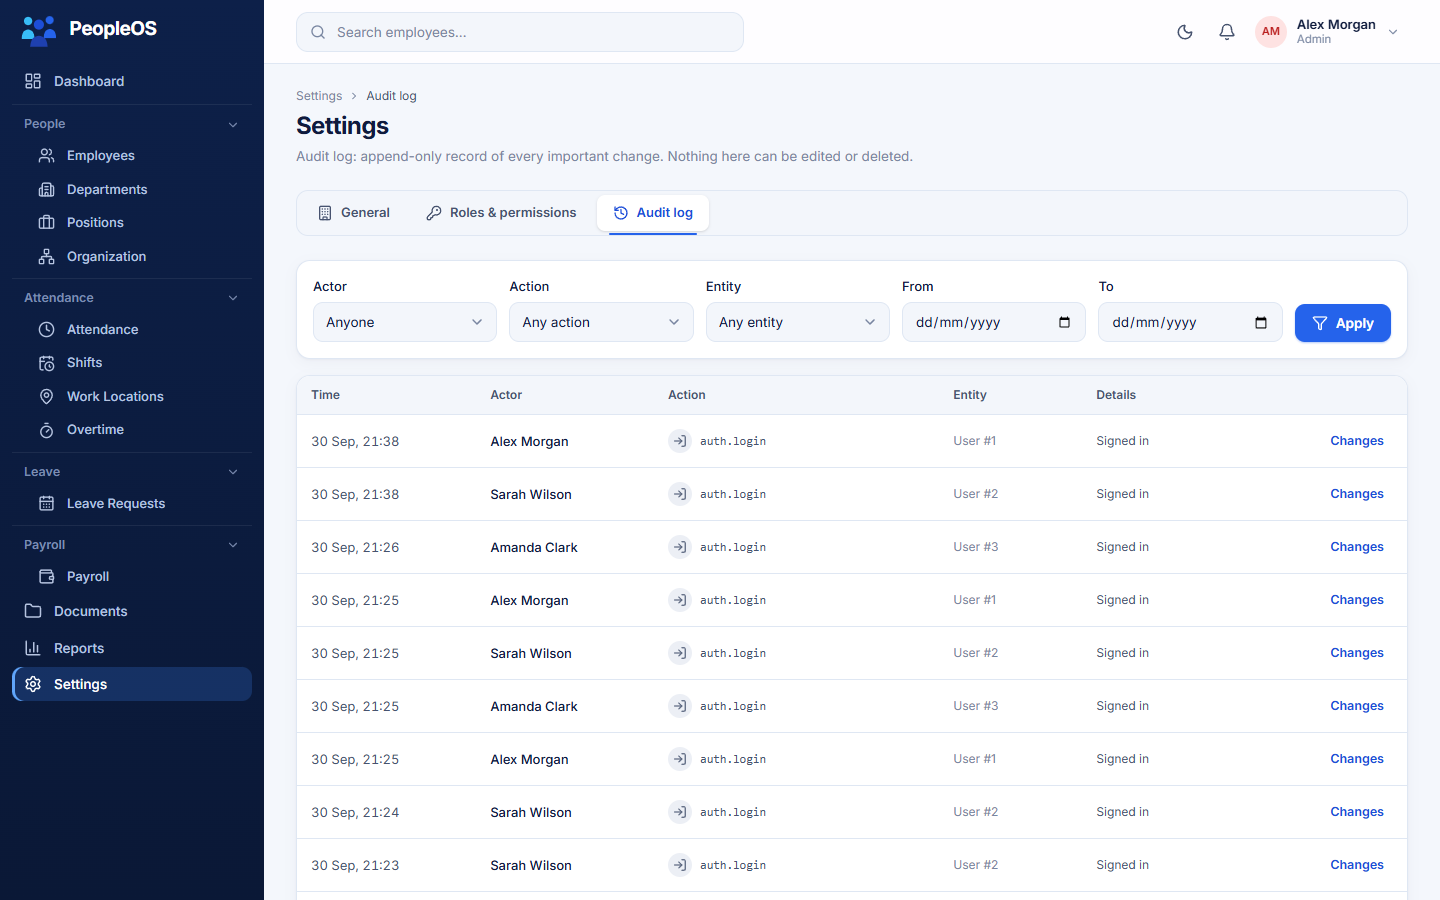 PeopleOS
Search employees...
AM
Alex Morgan
Admin
Dashboard
People
Employees
Departments
Positions
Organization
Attendance
Attendance
Shifts
Work Locations
Overtime
Leave
Leave Requests
Payroll
Payroll
Documents
Reports
Settings
Settings > Audit log
Settings
Audit log: append-only record of every important change. Nothing here can be edited or deleted.
General Roles & permissions Audit log
Actor Action Entity From To
Anyone Any action Any entity dd/mm/yyyy dd/mm/yyyy Apply
Time Actor Action Entity Details
30 Sep, 21:38 Alex Morgan auth.login User #1 Signed in Changes
30 Sep, 21:38 Sarah Wilson auth.login User #2 Signed in Changes
30 Sep, 21:26 Amanda Clark auth.login User #3 Signed in Changes
30 Sep, 21:25 Alex Morgan auth.login User #1 Signed in Changes
30 Sep, 21:25 Sarah Wilson auth.login User #2 Signed in Changes
30 Sep, 21:25 Amanda Clark auth.login User #3 Signed in Changes
30 Sep, 21:25 Alex Morgan auth.login User #1 Signed in Changes
30 Sep, 21:24 Sarah Wilson auth.login User #2 Signed in Changes
30 Sep, 21:23 Sarah Wilson auth.login User #2 Signed in Changes